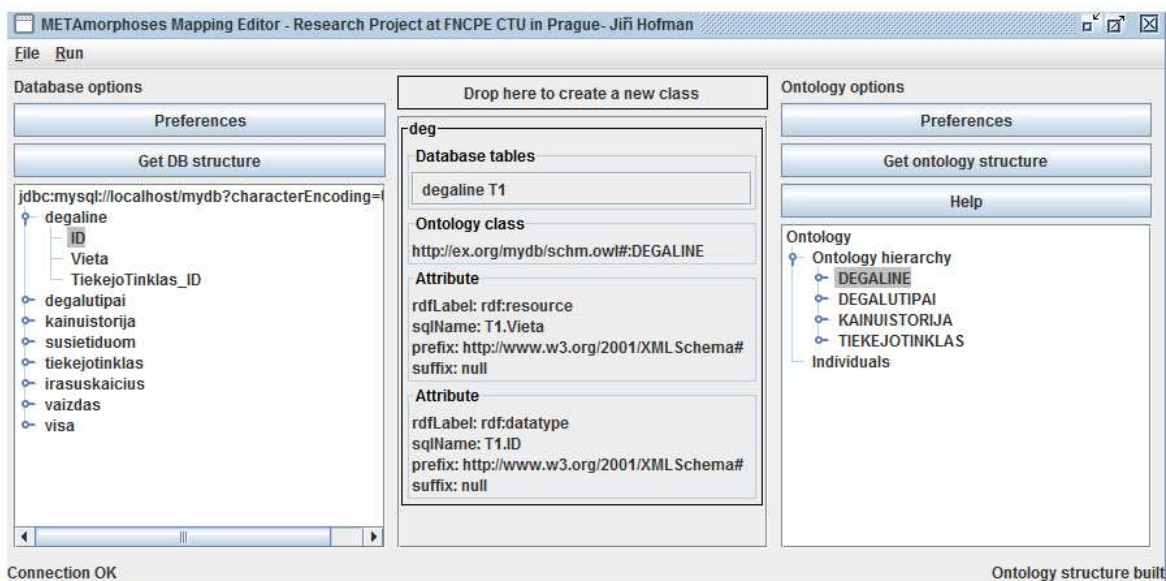 METAmorphoses Mapping Editor - Research Project at FNCPE CTU in Prague- Jiří Hofman
File Run
Database options
Preferences
Get DB structure
jdbc:mysql://localhost/mydb?characterEncoding=
degaline
ID
Vieta
TiekejoTinklas_ID
degalutipai
kainuistorija
susietiduom
tiekejotinklas
irasuskaicius
vaizdas
visa
Drop here to create a new class
deg
Database tables
degaline T1
Ontology class
http://ex.org/mydb/schm.owl#:DEGALINE
Attribute
rdfLabel: rdf:resource
sqlName: T1.Vieta
prefix: http://www.w3.org/2001/XMLSchema#
suffix: null
Attribute
rdfLabel: rdf:datatype
sqlName: T1.ID
prefix: http://www.w3.org/2001/XMLSchema#
suffix: null
Ontology options
Preferences
Get ontology structure
Help
Ontology
Ontology hierarchy
DEGALINE
DEGALUTIPAI
KAINUISTORIJA
TIEKEJOTINKLAS
Individuals
Connection OK
Ontology structure built